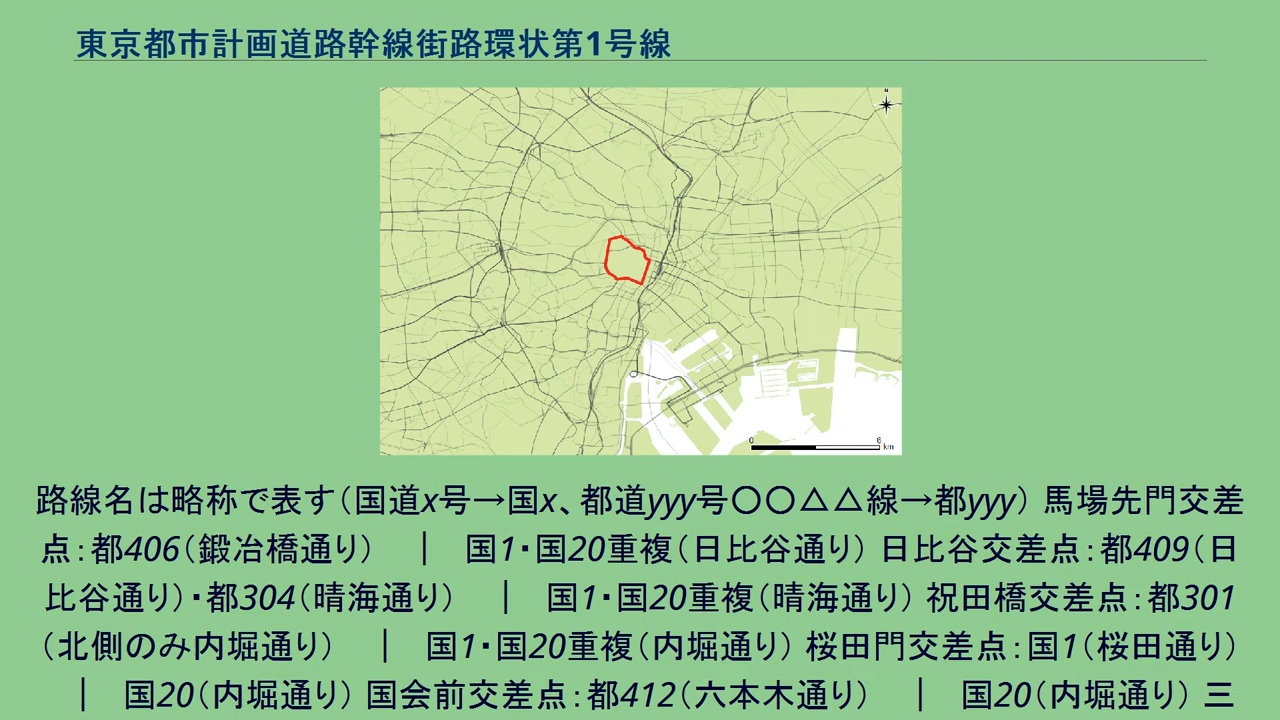 東京都市計画道路幹線街路環状第1号線
N
0 6
km
路線名は略称で表す（国道x号→国x、都道yyy号〇〇△△線→都yyy） 馬場先門交差
点：都406（鍛冶橋通り）　｜　国1・国20重複（日比谷通り） 日比谷交差点：都409（日
比谷通り）・都304（晴海通り）　｜　国1・国20重複（晴海通り） 祝田橋交差点：都301
（北側のみ内堀通り）　｜　国1・国20重複（内堀通り） 桜田門交差点：国1（桜田通り）
｜　国20（内堀通り） 国会前交差点：都412（六本木通り）　｜　国20（内堀通り） 三